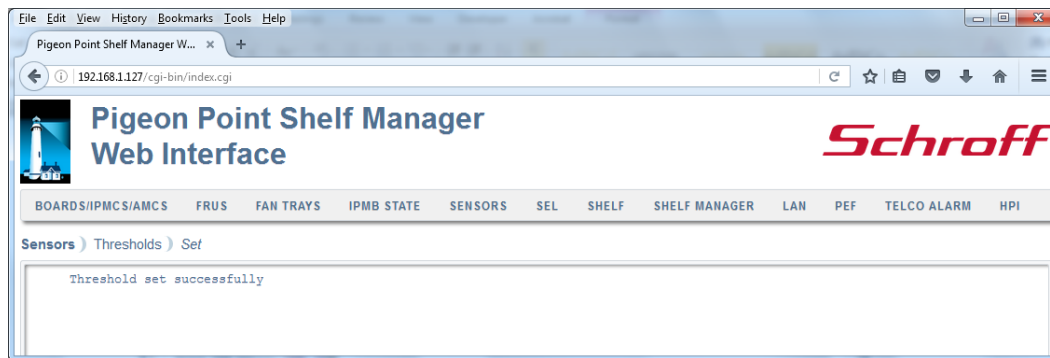 File Edit View History Bookmarks Tools Help
Pigeon Point Shelf Manager W... × +
192.168.1.127/cgi-bin/index.cgi
Pigeon Point Shelf Manager
Web Interface
Schroff
BOARDS/IPMCS/AMCS FRUS FAN TRAYS IPMB STATE SENSORS SEL SHELF SHELF MANAGER LAN PEF TELCO ALARM HPI
Sensors ) Thresholds ) Set
Threshold set successfully